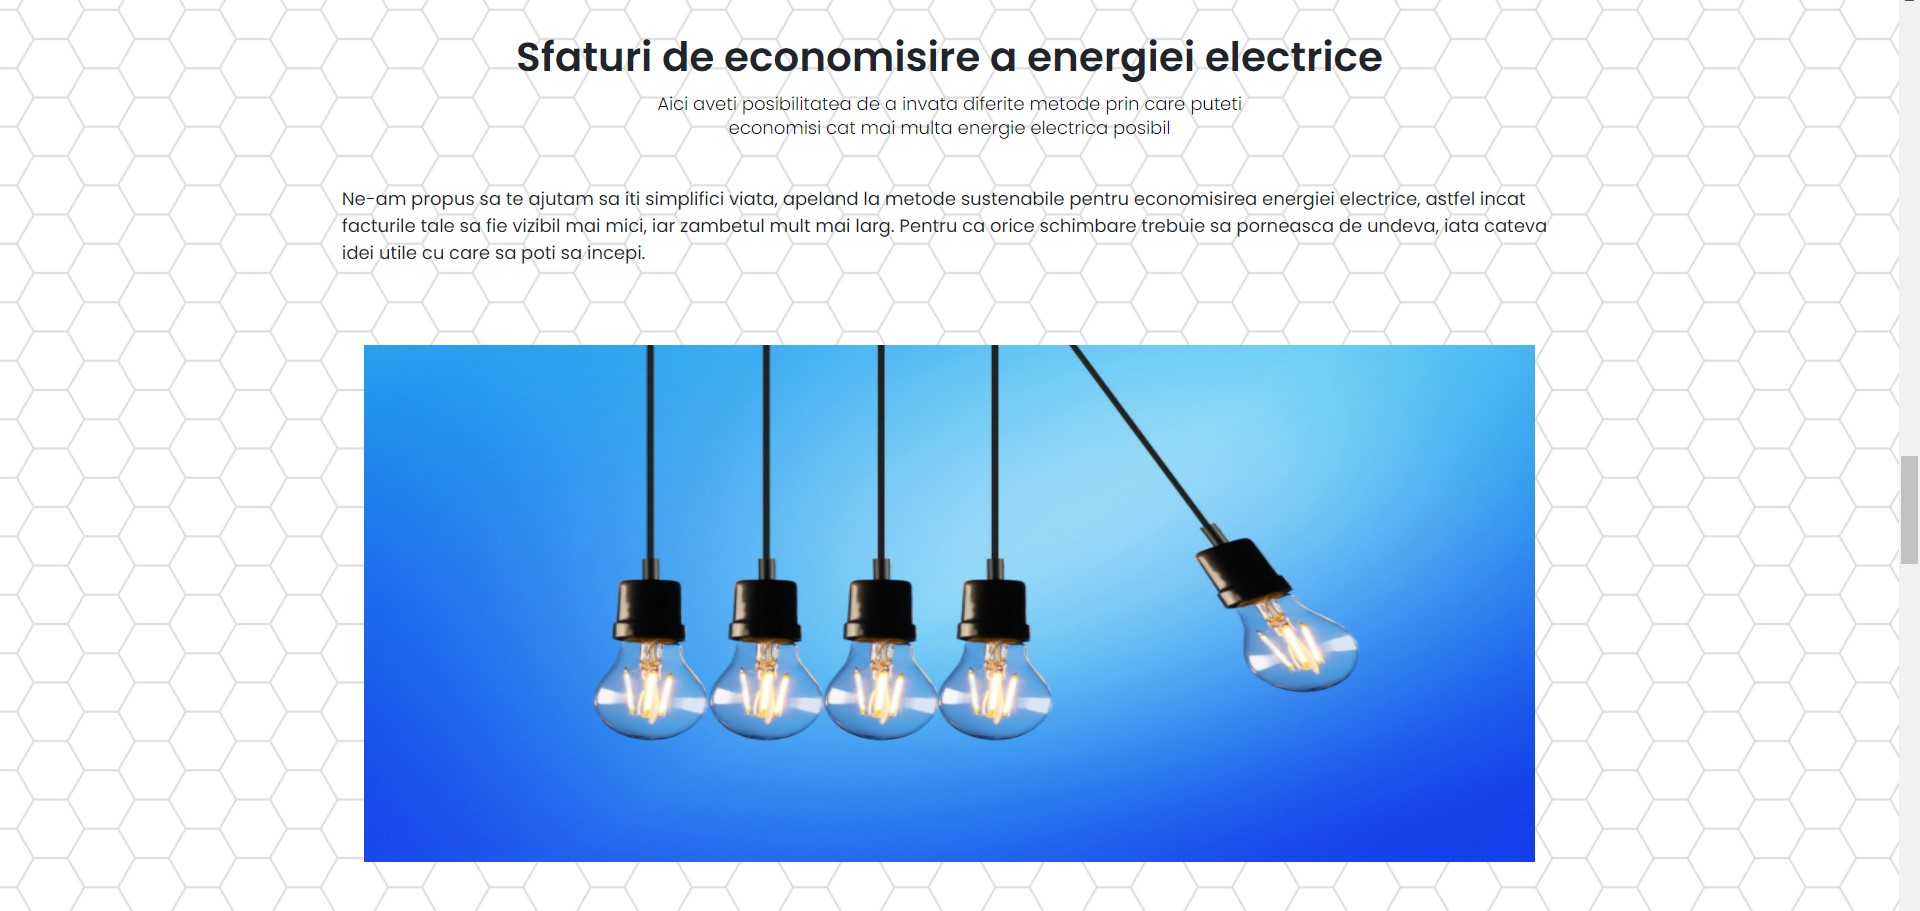 Sfaturi de economisire a energiei electrice
Aici aveti posibilitatea de a invata diferite metode prin care puteti
economisi cat mai multa energie electrica posibil
Ne-am propus sa te ajutam sa iti simplifici viata, apeland la metode sustenabile pentru economisirea energiei electrice, astfel incat
facturile tale sa fie vizibil mai mici, iar zambetul mult mai larg. Pentru ca orice schimbare trebuie sa porneasca de undeva, iata cateva
idei utile cu care sa poti sa incepi.